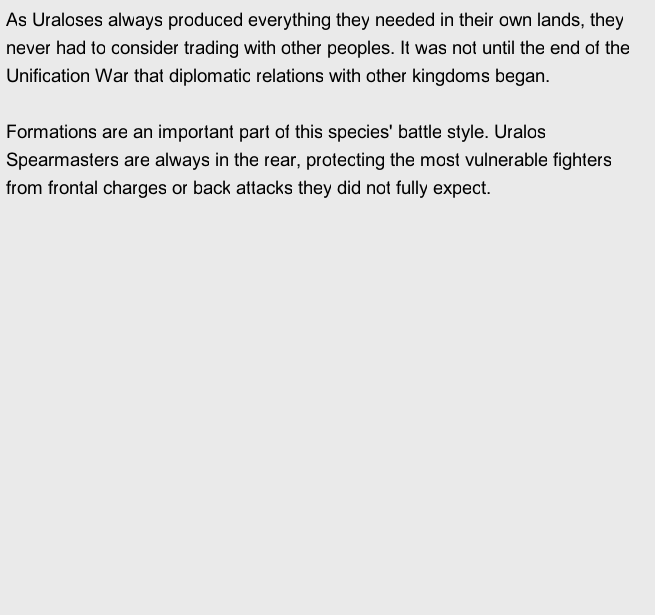 As Uraloses always produced everything they needed in their own lands, they
never had to consider trading with other peoples. It was not until the end of the
Unification War that diplomatic relations with other kingdoms began.

Formations are an important part of this species' battle style. Uralos
Spearmasters are always in the rear, protecting the most vulnerable fighters
from frontal charges or back attacks they did not fully expect.